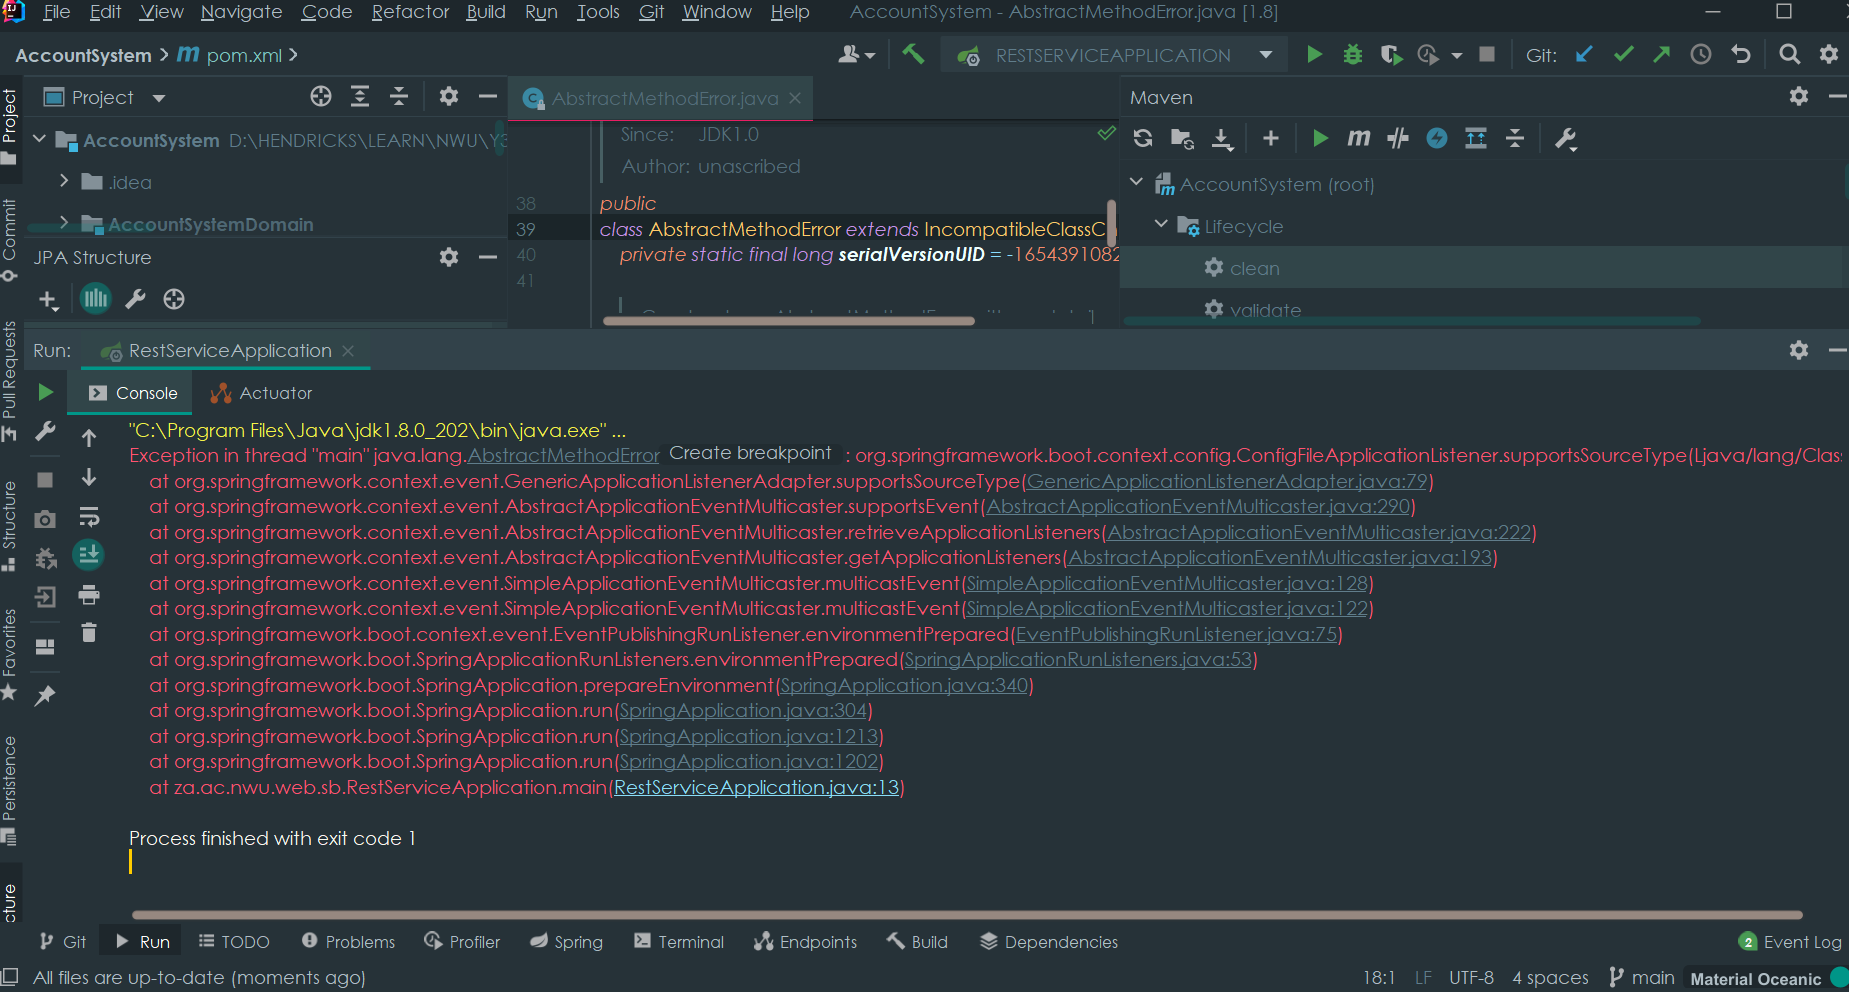 File Edit View Navigate Code Refactor Build Run Tools Git Window Help AccountSystem - AbstractMethodError.java [1.8]
AccountSystem pom.xml RESTSERVICEAPPLICATION Git:
Project AbstractMethodError.java Maven
AccountSystem D:\HENDRICKS\LEARN\NWU\Y3
.idea
AccountSystemDomain
JPA Structure
Since: JDK1.0
Author: unascribed
38 public
39 class AbstractMethodError extends IncompatibleClassCh
40 private static final long serialVersionUID = -1654391082
41
AccountSystem (root)
Lifecycle
clean
validate
Run: RestServiceApplication
Console Actuator
"C:\Program Files\Java\jdk1.8.0_202\bin\java.exe" ...
Exception in thread "main" java.lang.AbstractMethodError Create breakpoint : org.springframework.boot.context.config.ConfigFileApplicationListener.supportsSourceType(Ljava/lang/Clas
at org.springframework.context.event.GenericApplicationListenerAdapter.supportsSourceType(GenericApplicationListenerAdapter.java:79)
at org.springframework.context.event.AbstractApplicationEventMulticaster.supportsEvent(AbstractApplicationEventMulticaster.java:290)
at org.springframework.context.event.AbstractApplicationEventMulticaster.retrieveApplicationListeners(AbstractApplicationEventMulticaster.java:222)
at org.springframework.context.event.AbstractApplicationEventMulticaster.getApplicationListeners(AbstractApplicationEventMulticaster.java:193)
at org.springframework.context.event.SimpleApplicationEventMulticaster.multicastEvent(SimpleApplicationEventMulticaster.java:128)
at org.springframework.context.event.SimpleApplicationEventMulticaster.multicastEvent(SimpleApplicationEventMulticaster.java:122)
at org.springframework.boot.context.event.EventPublishingRunListener.environmentPrepared(EventPublishingRunListener.java:75)
at org.springframework.boot.SpringApplicationRunListeners.environmentPrepared(SpringApplicationRunListeners.java:53)
at org.springframework.boot.SpringApplication.prepareEnvironment(SpringApplication.java:340)
at org.springframework.boot.SpringApplication.run(SpringApplication.java:304)
at org.springframework.boot.SpringApplication.run(SpringApplication.java:1213)
at org.springframework.boot.SpringApplication.run(SpringApplication.java:1202)
at za.ac.nwu.web.sb.RestServiceApplication.main(RestServiceApplication.java:13)
Process finished with exit code 1
Project
Commit
Pull Requests
Structure
Favorites
Persistence
cture
Git Run TODO Problems Profiler Spring Terminal Endpoints Build Dependencies 2 Event Log
All files are up-to-date (moments ago) 18:1 LF UTF-8 4 spaces main Material Oceanic